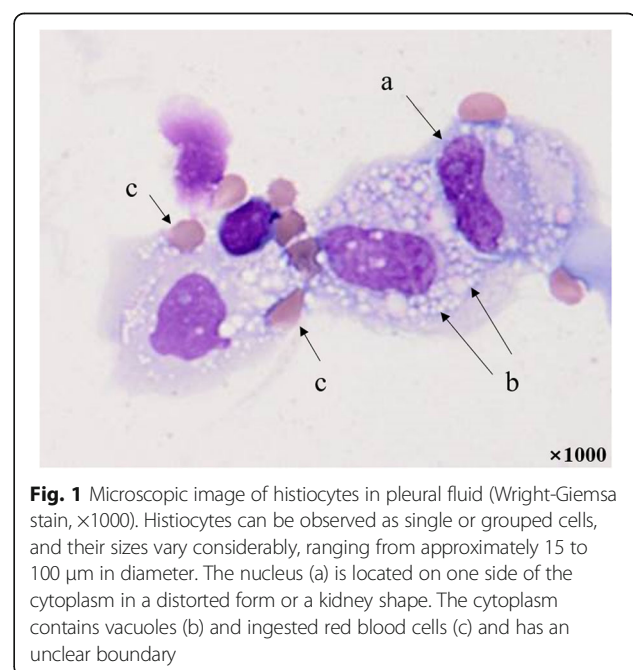 a
c
c
b
×1000
Fig. 1 Microscopic image of histiocytes in pleural fluid (Wright-Giemsa
stain, ×1000). Histiocytes can be observed as single or grouped cells,
and their sizes vary considerably, ranging from approximately 15 to
100 μm in diameter. The nucleus (a) is located on one side of the
cytoplasm in a distorted form or a kidney shape. The cytoplasm
contains vacuoles (b) and ingested red blood cells (c) and has an
unclear boundary